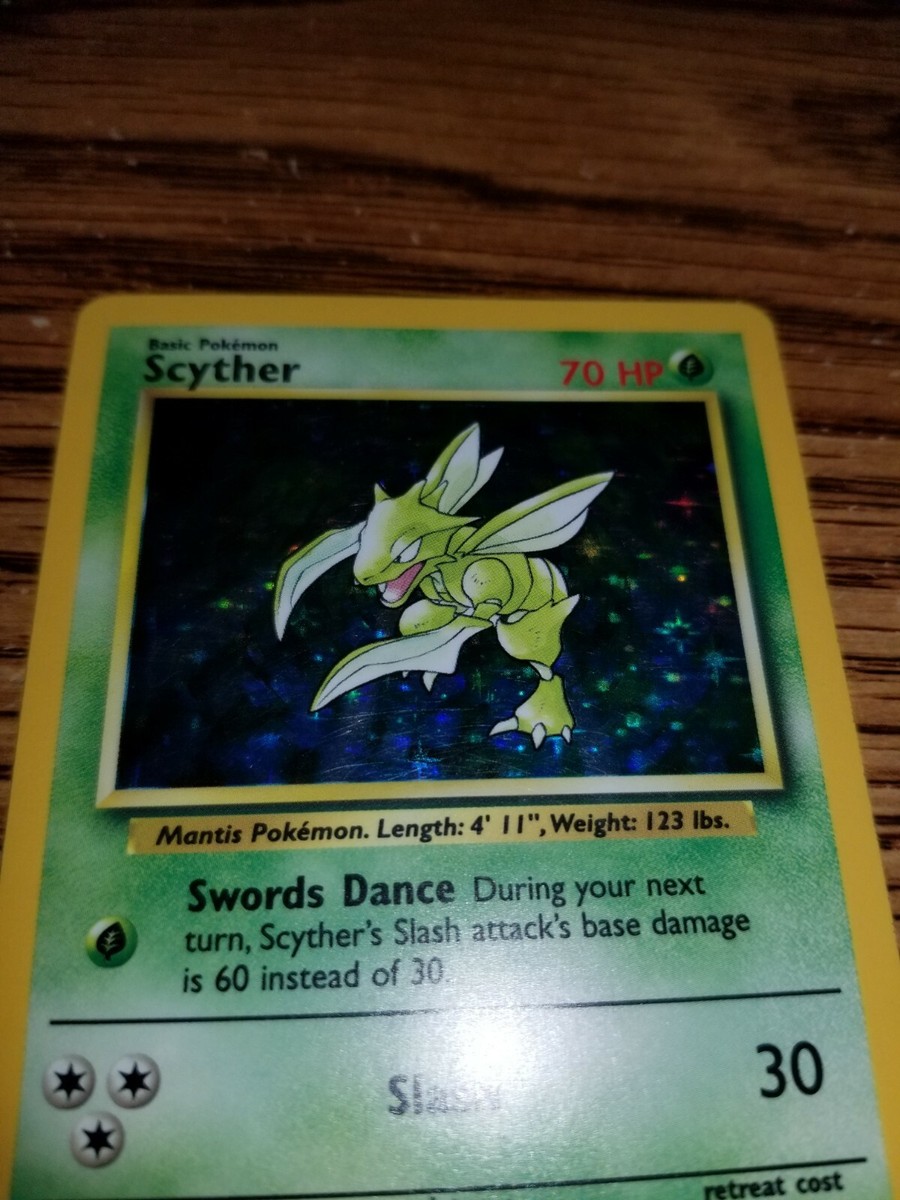 Basic Pokémon
Scyther
70 HP
Mantis Pokémon. Length: 4' 11", Weight: 123 lbs.
Swords Dance During your next
turn, Scyther's Slash attack's base damage
is 60 instead of 30.
Slash
30
retreat cost